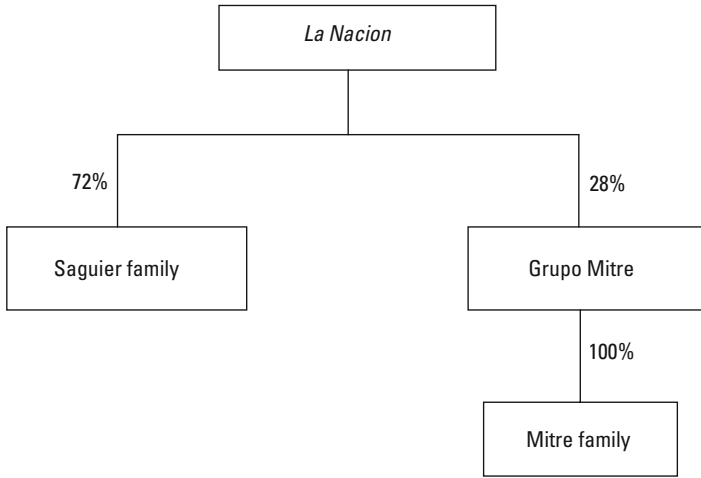 La Nacion
72%
28%
Saguier family
Grupo Mitre
100%
Mitre family